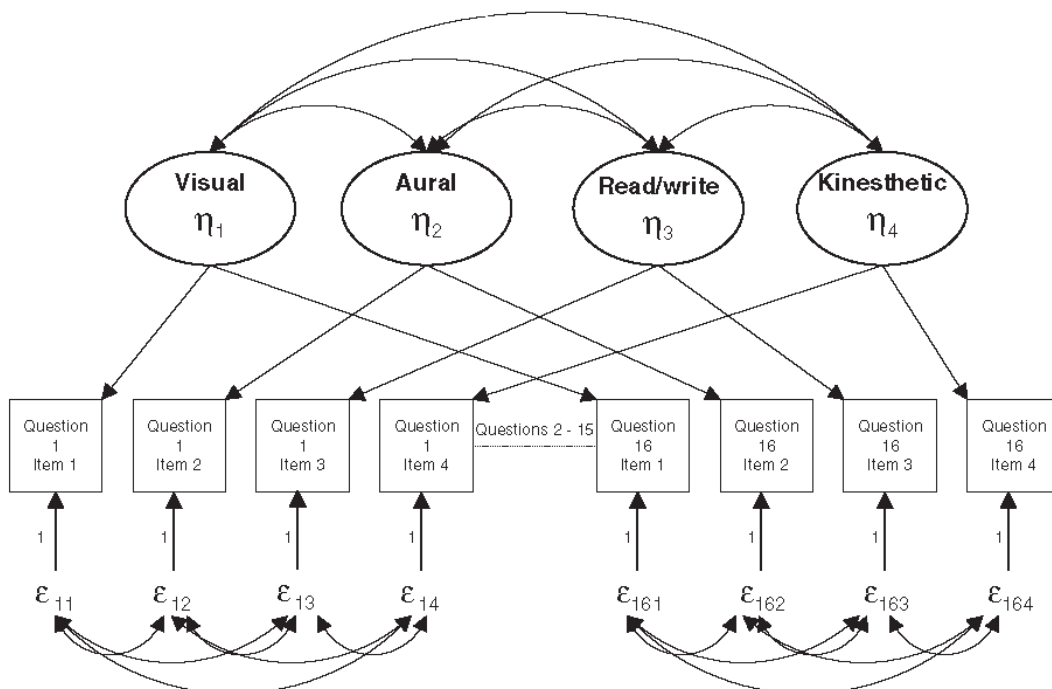 Visual
η1
Aural
η2
Read/write
η3
Kinesthetic
η4
Question
1
Item 1
Question
1
Item 2
Question
1
Item 3
Question
1
Item 4
Questions 2 - 15
Question
16
Item 1
Question
16
Item 2
Question
16
Item 3
Question
16
Item 4
1
1
1
1
1
1
1
1
ε11
ε12
ε13
ε14
ε161
ε162
ε163
ε164